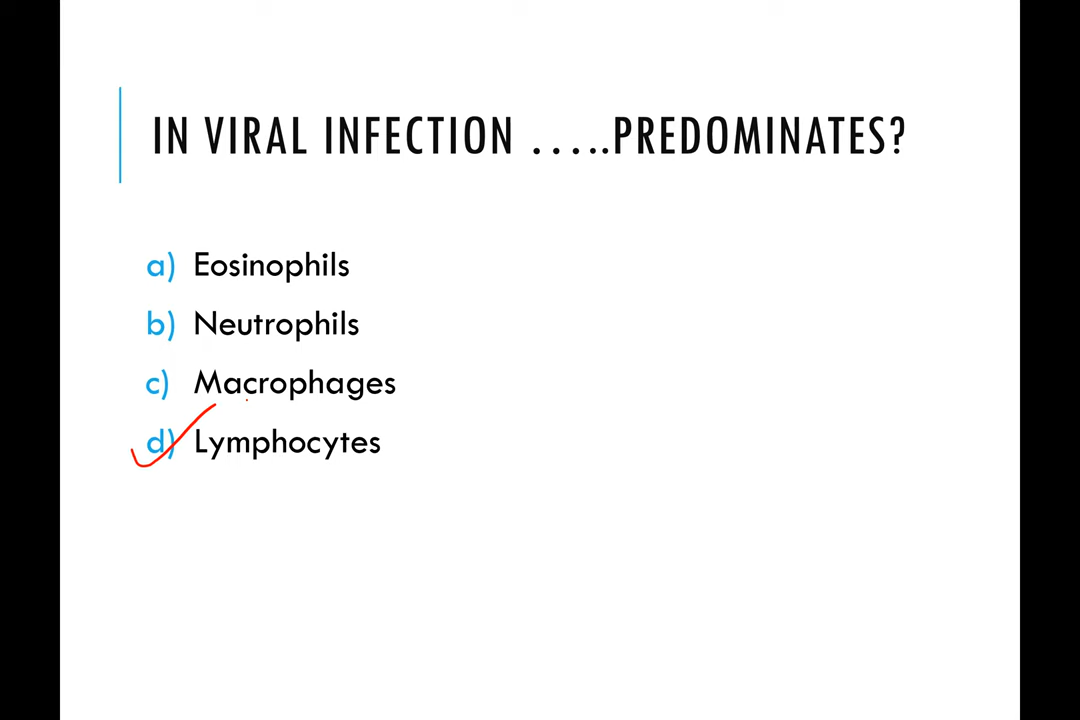 IN VIRAL INFECTION …..PREDOMINATES?
a) Eosinophils
b) Neutrophils
c) Macrophages
d) Lymphocytes